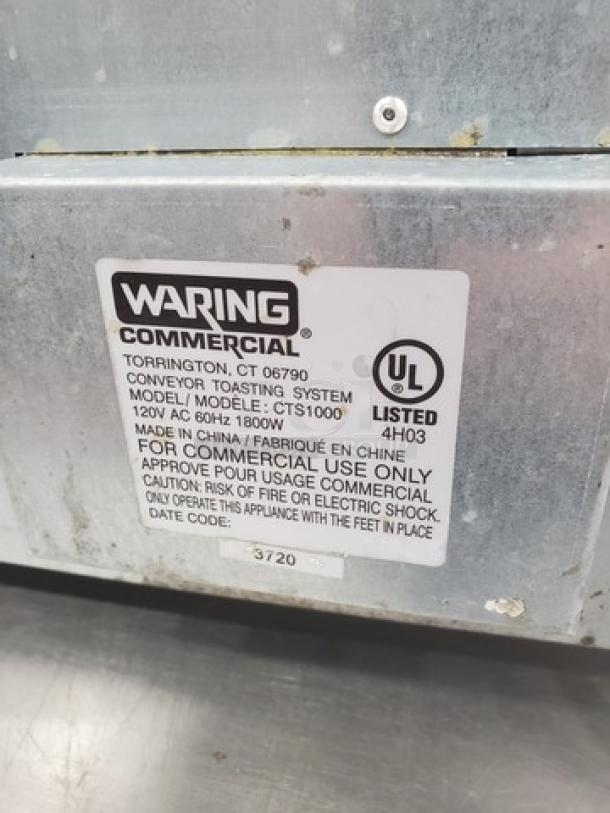 WARING
COMMERCIAL®
TORRINGTON, CT 06790
CONVEYOR TOASTING SYSTEM
MODEL/MODÈLE: CTS1000
120V AC 60Hz 1800W
MADE IN CHINA / FABRIQUÉ EN CHINE
FOR COMMERCIAL USE ONLY
APPROVE POUR USAGE COMMERCIAL
CAUTION: RISK OF FIRE OR ELECTRIC SHOCK.
ONLY OPERATE THIS APPLIANCE WITH THE FEET IN PLACE
DATE CODE:
3720
UL
®
LISTED
4H03